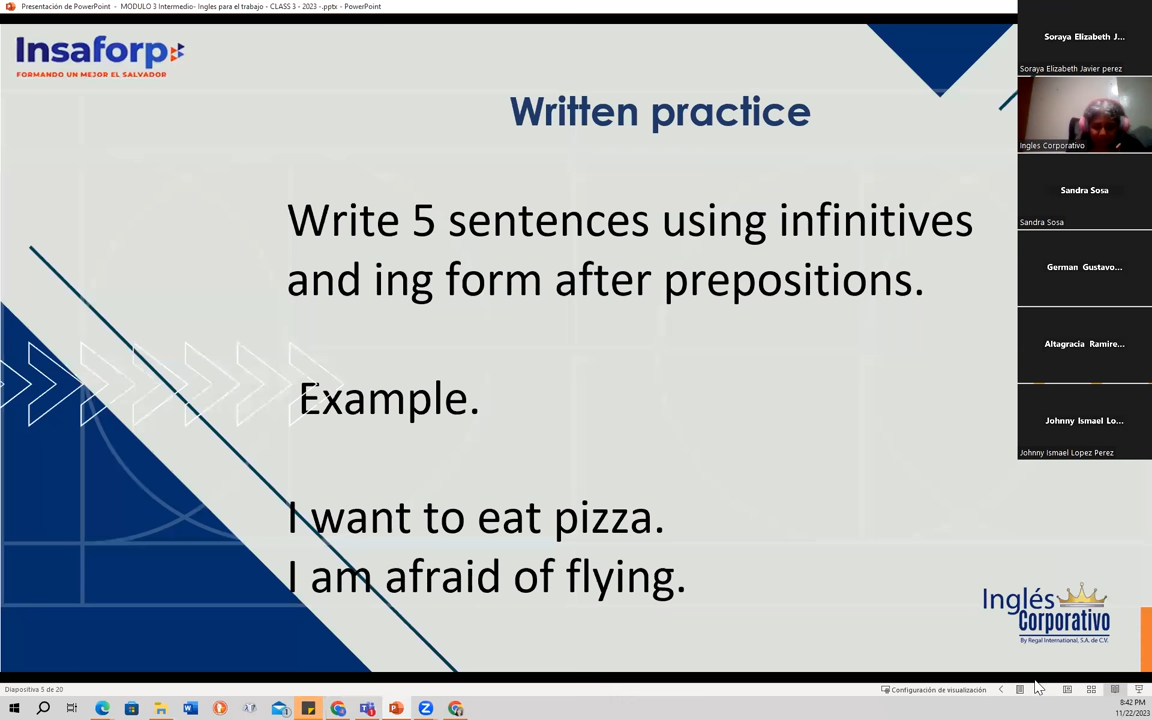 Presentación de PowerPoint - MODULO 3 Intermedio- Ingles para el trabajo - CLASS 3 - 2023 -.pptx - PowerPoint
Insaforp
FORMANDO UN MEJOR EL SALVADOR
Written practice
Write 5 sentences using infinitives
and ing form after prepositions.
Example.
I want to eat pizza.
I am afraid of flying.
Inglés
Corporativo
By Regal International, S.A. de C.V.
Soraya Elizabeth J...
Soraya Elizabeth Javier perez
Ingles Corporativo
Sandra Sosa
Sandra Sosa
German Gustavo...
Altagracia Ramire...
Johnny Ismael Lo...
Johnny Ismael Lopez Perez
Diapositiva 5 de 20
Configuración de visualización
8:42 PM
11/22/2023